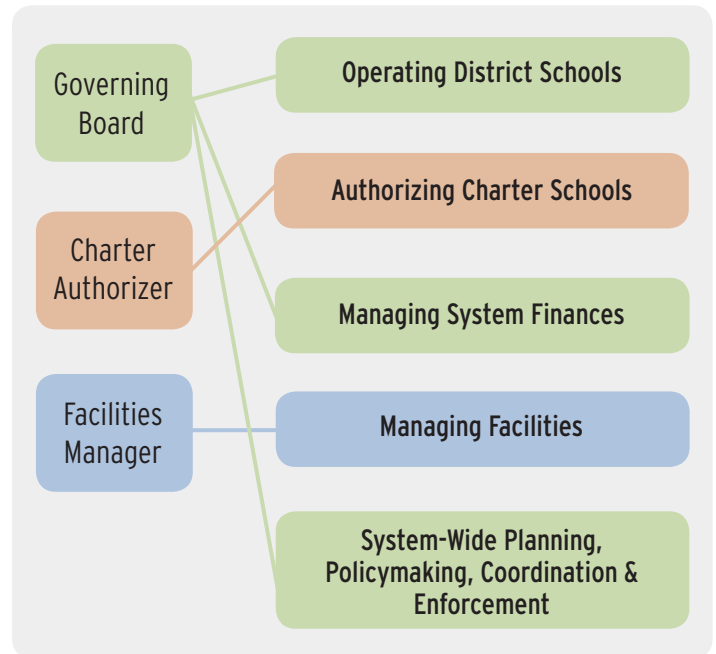 Governing
Board
Operating District Schools
Authorizing Charter Schools
Charter
Authorizer
Managing System Finances
Facilities
Manager
Managing Facilities
System-Wide Planning,
Policymaking, Coordination &
Enforcement